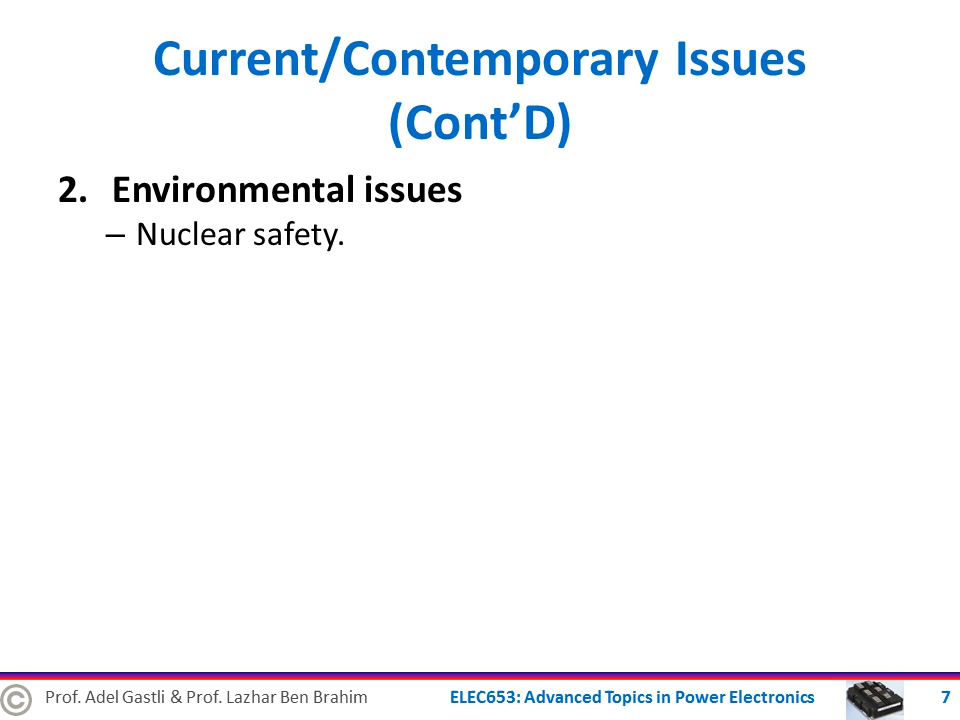 Current/Contemporary Issues
(Cont’D)
2. Environmental issues
– Nuclear safety.
© Prof. Adel Gastli & Prof. Lazhar Ben Brahim ELEC653: Advanced Topics in Power Electronics 7